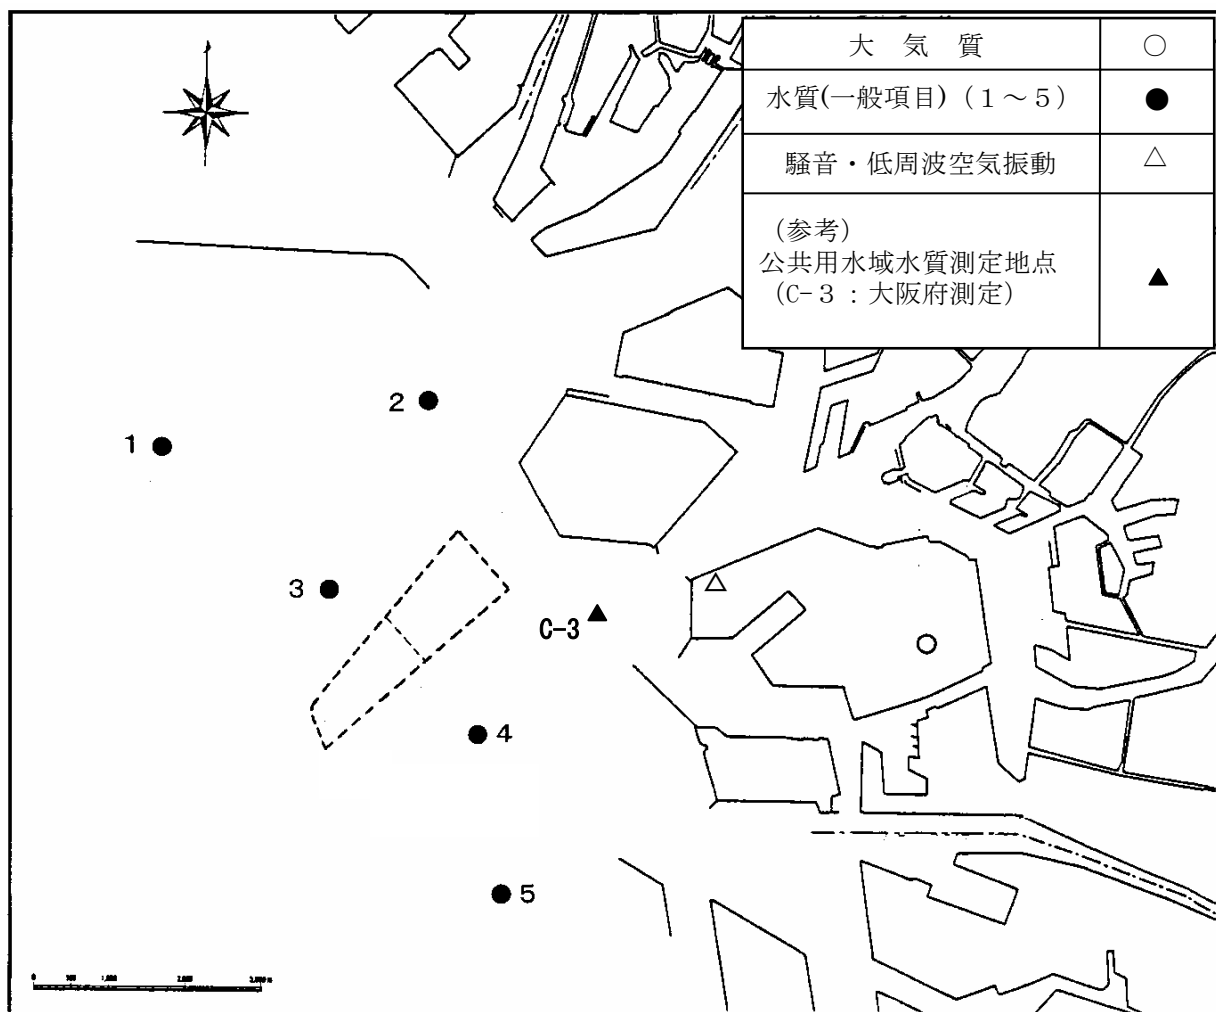 大 気 質 ○
水質(一般項目)(1~5) ●
騒音・低周波空気振動 △
(参考)
公共用水域水質測定地点
(C-3:大阪府測定) ▲
2
1
3
C-3
4
5
0